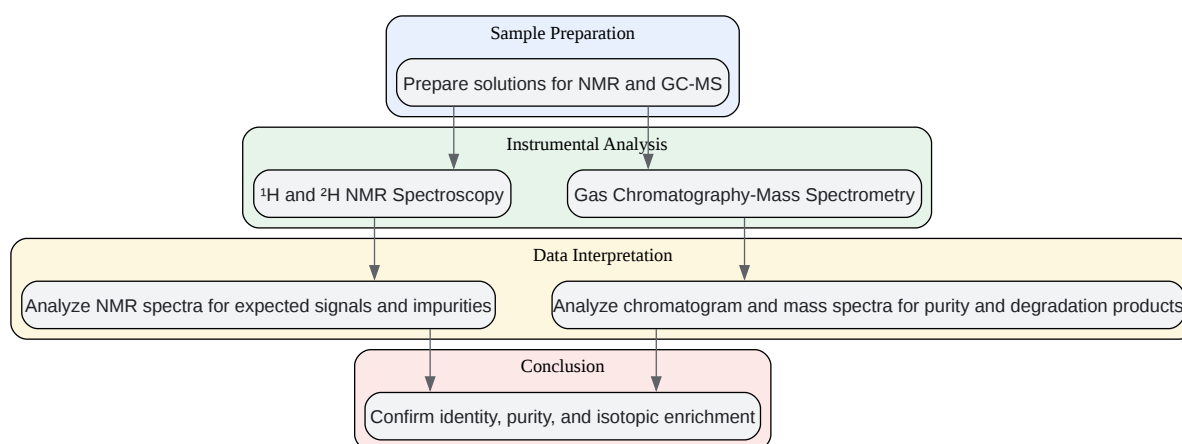 Sample Preparation
Prepare solutions for NMR and GC-MS
Instrumental Analysis
¹H and ²H NMR Spectroscopy
Gas Chromatography-Mass Spectrometry
Data Interpretation
Analyze NMR spectra for expected signals and impurities
Analyze chromatogram and mass spectra for purity and degradation products
Conclusion
Confirm identity, purity, and isotopic enrichment